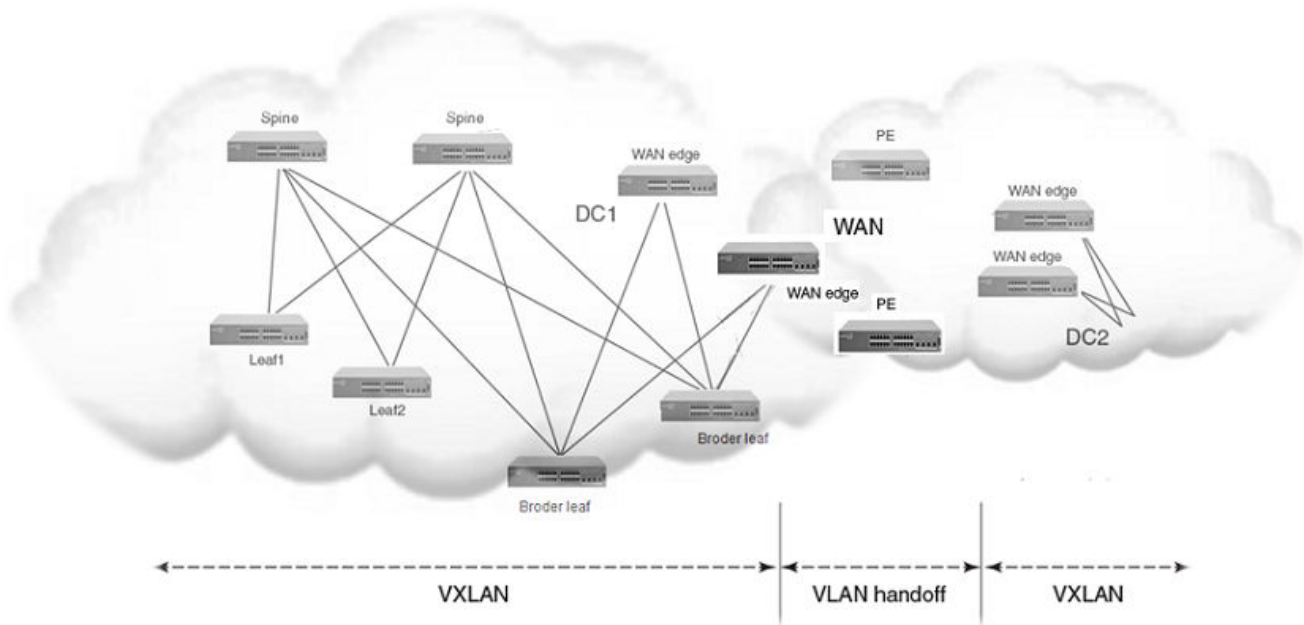 Spine
Spine
PE
WAN edge
WAN edge
DC1
WAN
WAN edge
WAN edge
PE
DC2
Leaf1
Leaf2
Broder leaf
Broder leaf
VXLAN
VLAN handoff
VXLAN